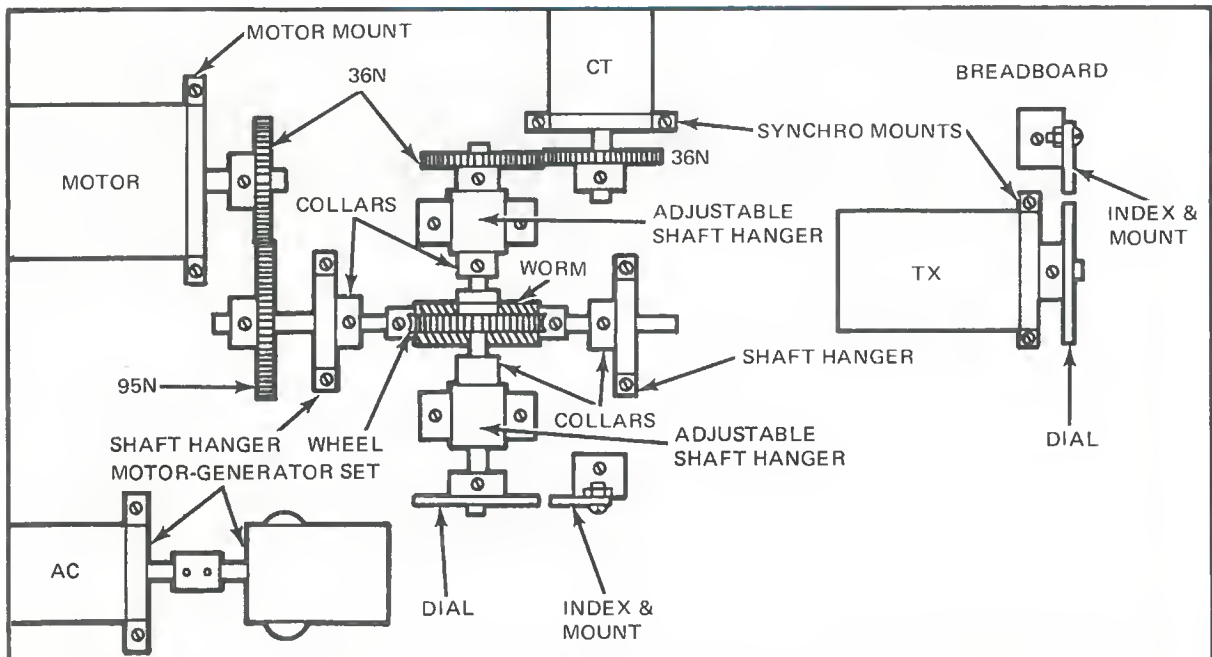 MOTOR MOUNT
36N
CT
BREADBOARD
SYNCHRO MOUNTS
36N
MOTOR
COLLARS
ADJUSTABLE
SHAFT HANGER
INDEX &
MOUNT
WORM
TX
SHAFT HANGER
95N
COLLARS
SHAFT HANGER
WHEEL
ADJUSTABLE
SHAFT HANGER
DIAL
MOTOR-GENERATOR SET
AC
DIAL
INDEX &
MOUNT